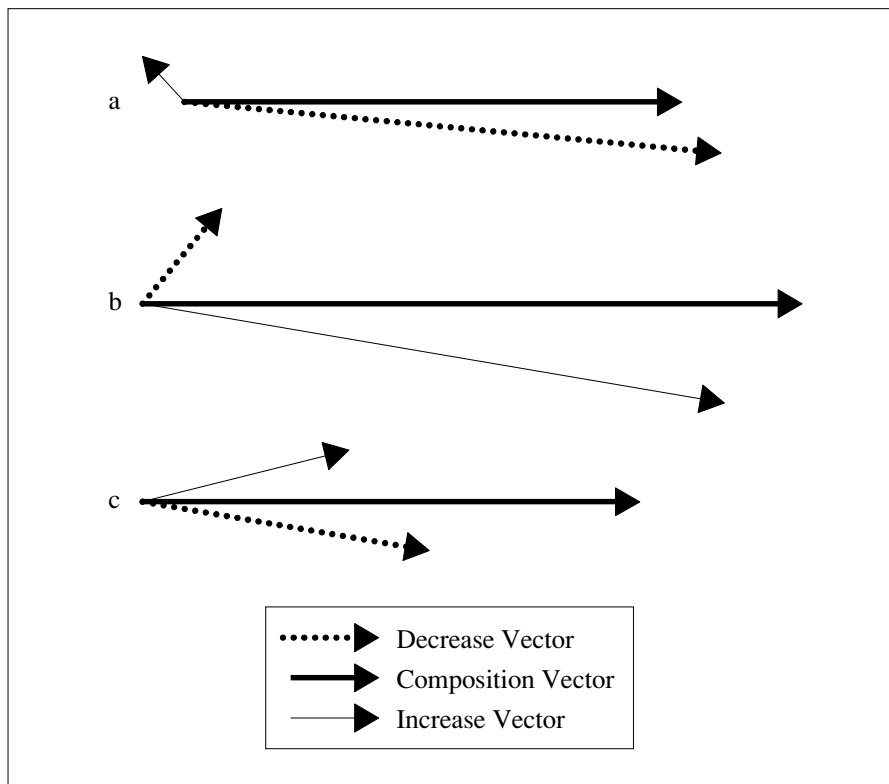 a
b
c
Decrease Vector
Composition Vector
Increase Vector